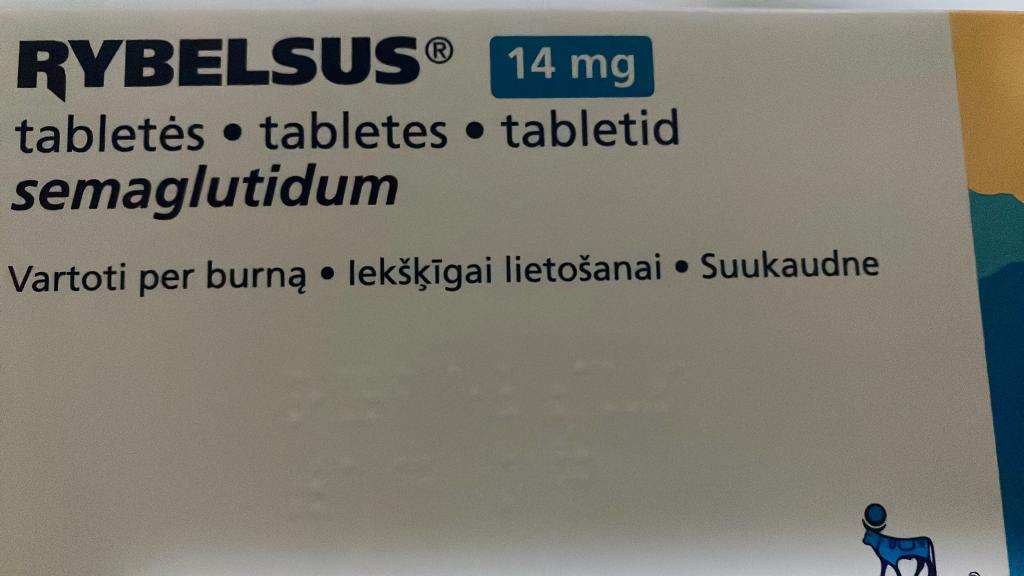 RYBELSUS® 14 mg
tabletės • tabletes • tabletid
semaglutidum
Vartoti per burną • Iekšķīgai lietošanai • Suukaudne